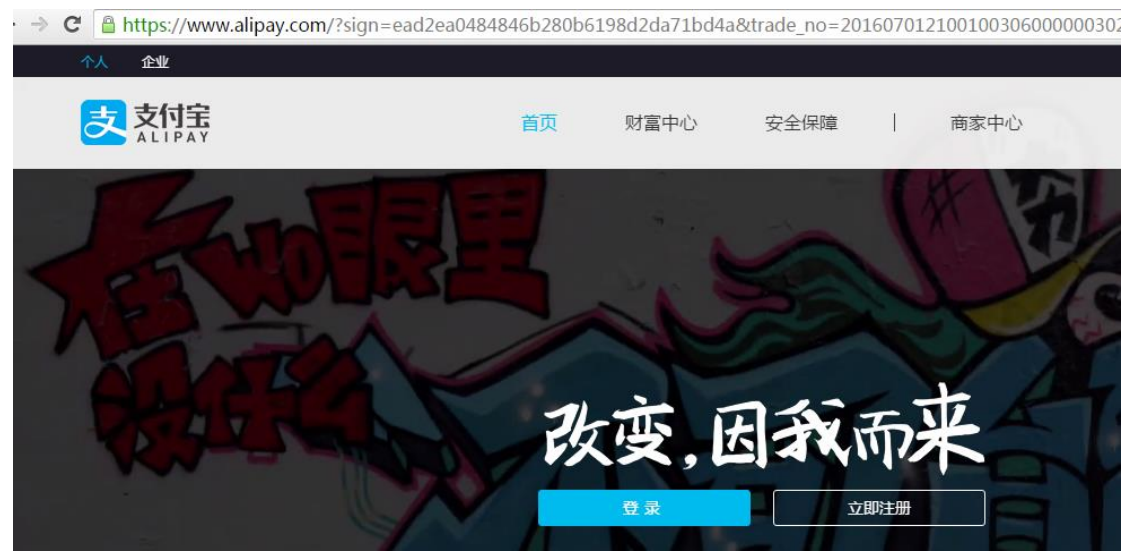 https://www.alipay.com/?sign=ead2ea0484846b280b6198d2da71bd4a&trade_no=2016070121001003060000000302
个人 企业
支付宝
ALIPAY
首页 财富中心 安全保障 | 商家中心
在WO眼里
没什么
改变,因我而来
登录 立即注册